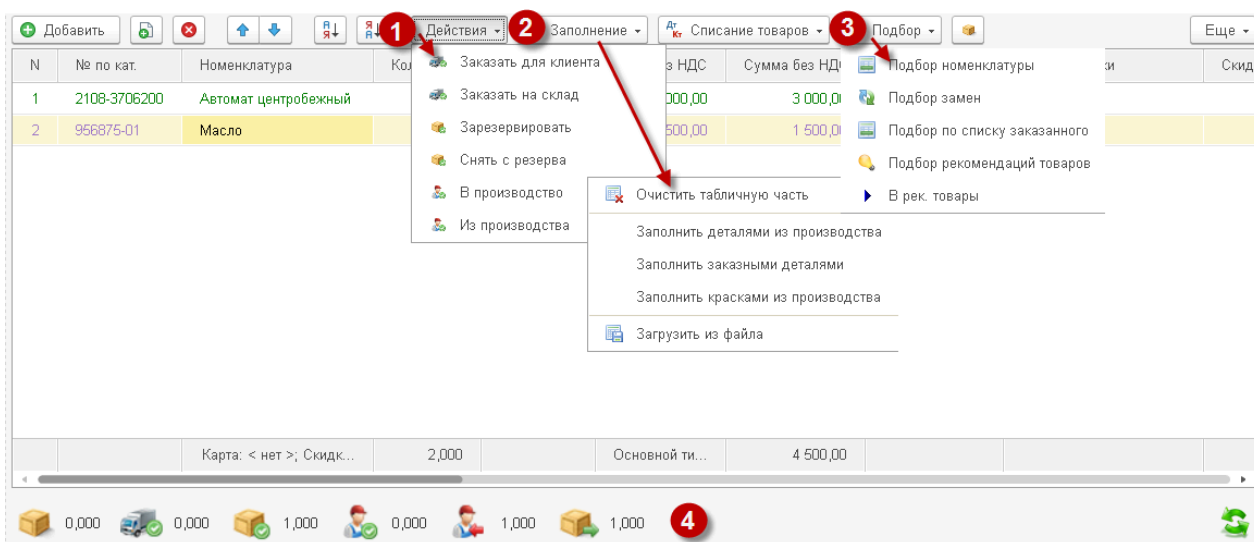 Добавить А Я Я А 1 Действия 2 Заполнение Дт Кт Списание товаров 3 Подбор Еще
N № по кат. Номенклатура Кол з НДС Сумма без НДС ки Скид
1 2108-3706200 Автомат центробежный 000,00 3 000,0
2 956875-01 Масло 500,00 1 500,0
Заказать для клиента
Заказать на склад
Зарезервировать
Снять с резерва
В производство
Из производства
Очистить табличную часть
Заполнить деталями из производства
Заполнить заказными деталями
Заполнить красками из производства
Загрузить из файла
Подбор номенклатуры
Подбор замен
Подбор по списку заказанного
Подбор рекомендаций товаров
В рек. товары
Карта: < нет >; Скидк... 2,000 Основной ти... 4 500,00
0,000 0,000 1,000 0,000 1,000 1,000 4